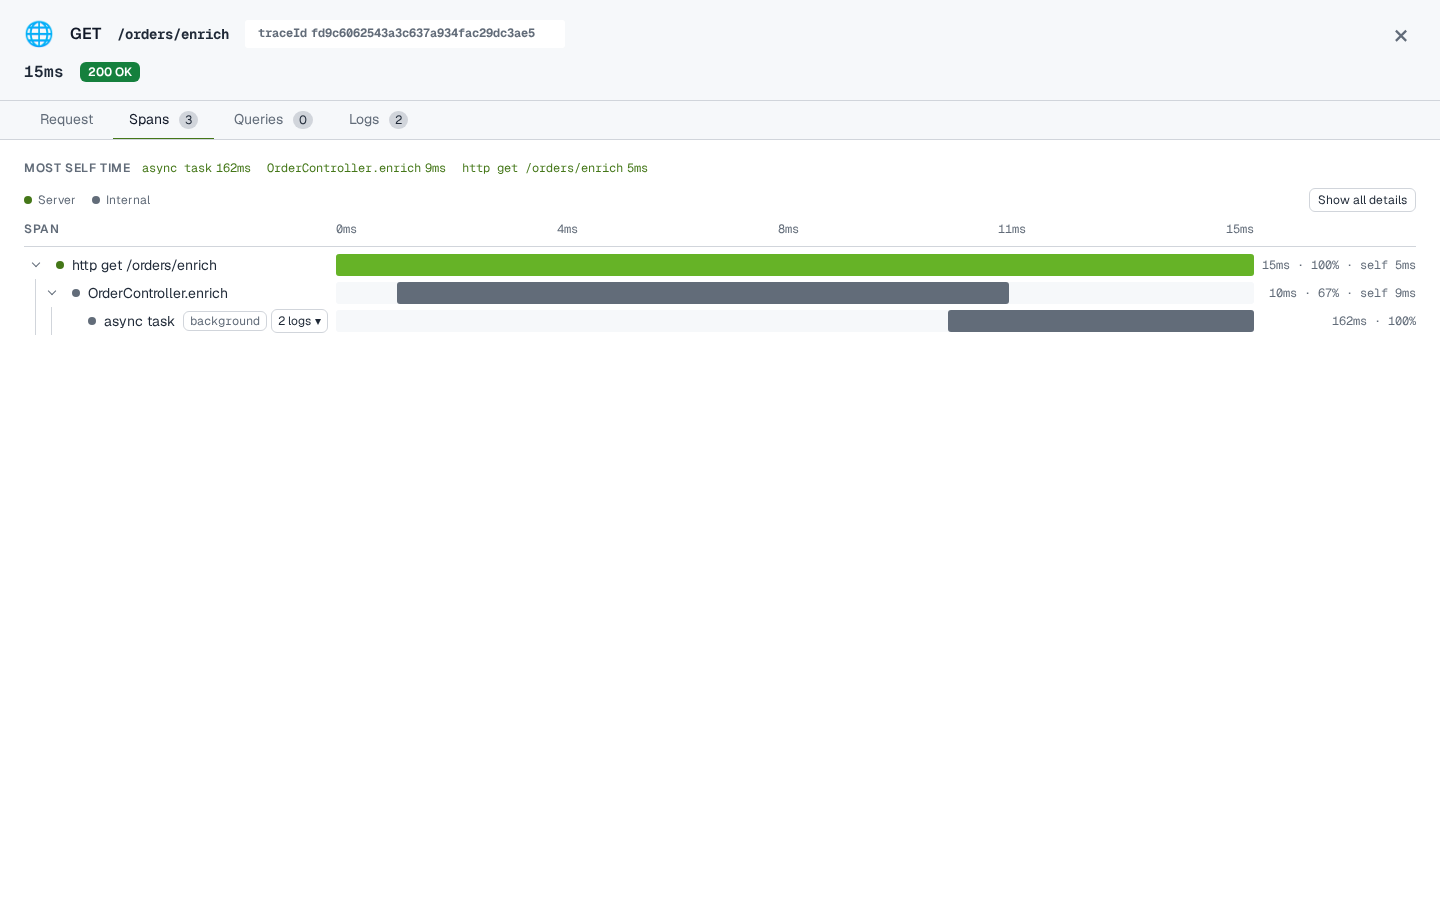 GET /orders/enrich traceId fd9c6062543a3c637a934fac29dc3ae5
15ms 200 OK
Request Spans 3 Queries 0 Logs 2
MOST SELF TIME async task 162ms OrderController.enrich 9ms http get /orders/enrich 5ms
Server Internal Show all details
SPAN 0ms 4ms 8ms 11ms 15ms
http get /orders/enrich 15ms · 100% · self 5ms
OrderController.enrich 10ms · 67% · self 9ms
async task background 2 logs ▾ 162ms · 100%